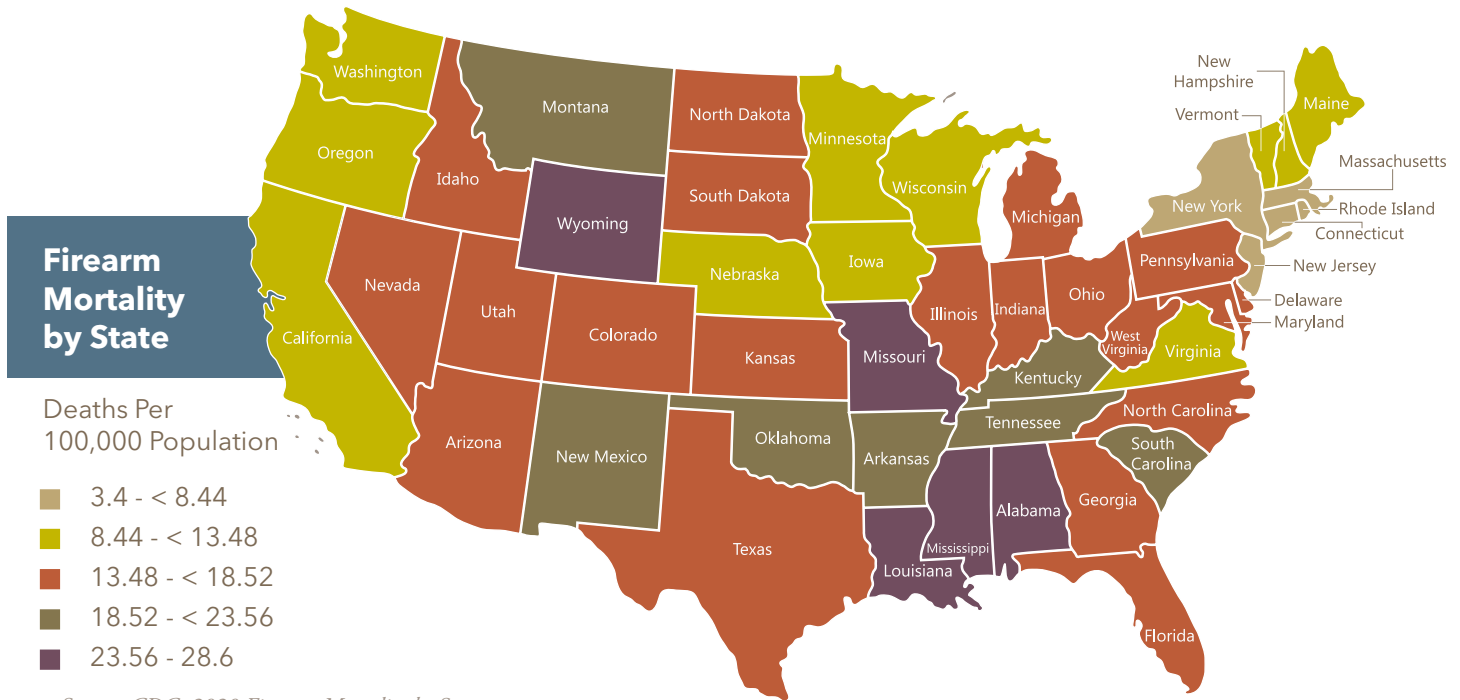 Firearm
Mortality
by State
Deaths Per
100,000 Population
3.4 - < 8.44
8.44 - < 13.48
13.48 - < 18.52
18.52 - < 23.56
23.56 - 28.6
Washington
Oregon
California
Idaho
Nevada
Montana
Wyoming
Utah
Arizona
Colorado
New Mexico
North Dakota
South Dakota
Nebraska
Kansas
Oklahoma
Texas
Minnesota
Iowa
Missouri
Arkansas
Louisiana
Wisconsin
Illinois
Michigan
Indiana
Ohio
Kentucky
Tennessee
Mississippi
Alabama
Georgia
Florida
South
Carolina
North Carolina
Virginia
West
Virginia
Pennsylvania
New York
New
Hampshire
Vermont
Maine
Massachusetts
Rhode Island
Connecticut
New Jersey
Delaware
Maryland
CDC, 2020